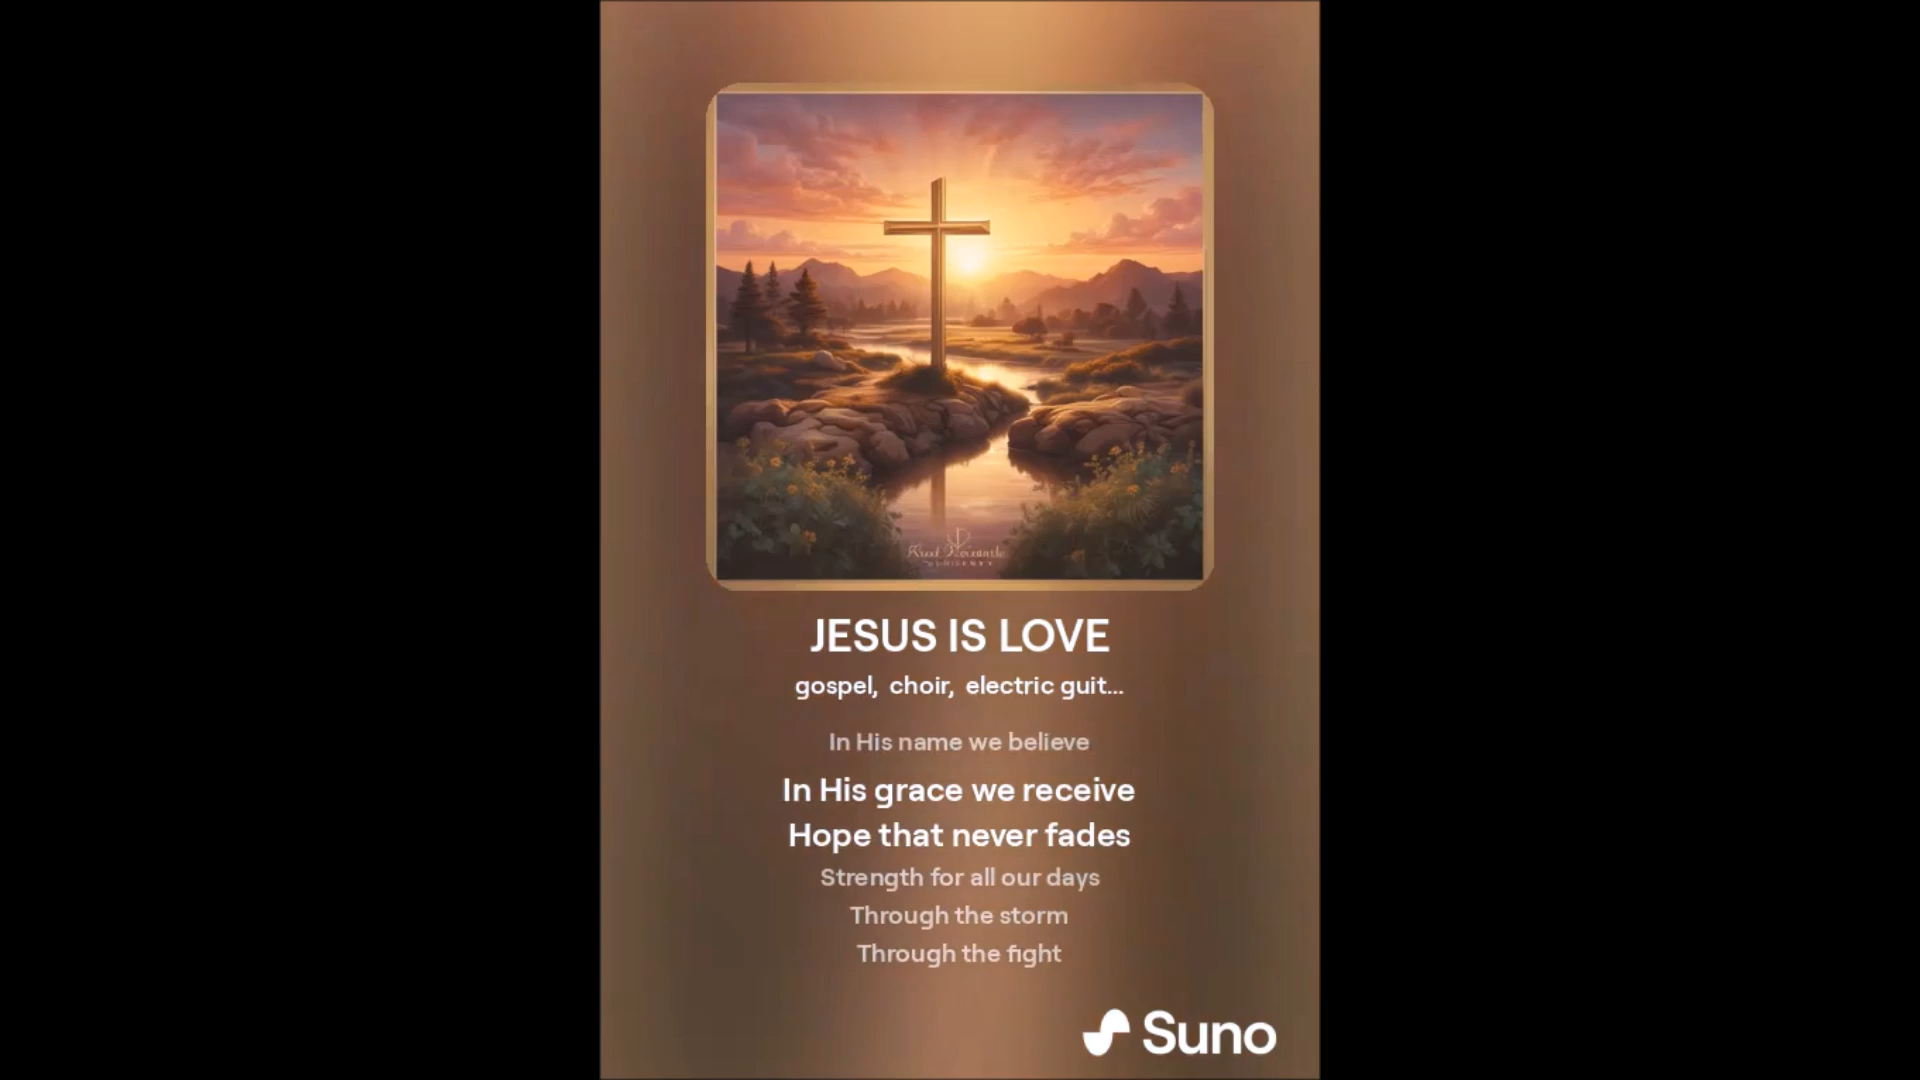 JESUS IS LOVE
gospel, choir, electric guit...
In His name we believe
In His grace we receive
Hope that never fades
Strength for all our days
Through the storm
Through the fight
Suno